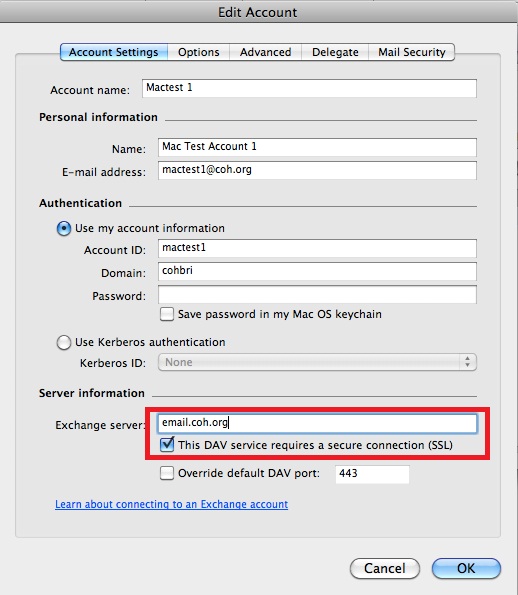 Edit Account
Account Settings Options Advanced Delegate Mail Security
Account name: Mactest 1
Personal information
Name: Mac Test Account 1
E-mail address: mactest1@coh.org
Authentication
Use my account information
Account ID: mactest1
Domain: cohbri
Password:
Save password in my Mac OS keychain
Use Kerberos authentication
Kerberos ID: None
Server information
Exchange server: email.coh.org
This DAV service requires a secure connection (SSL)
Override default DAV port: 443
Learn about connecting to an Exchange account
Cancel OK